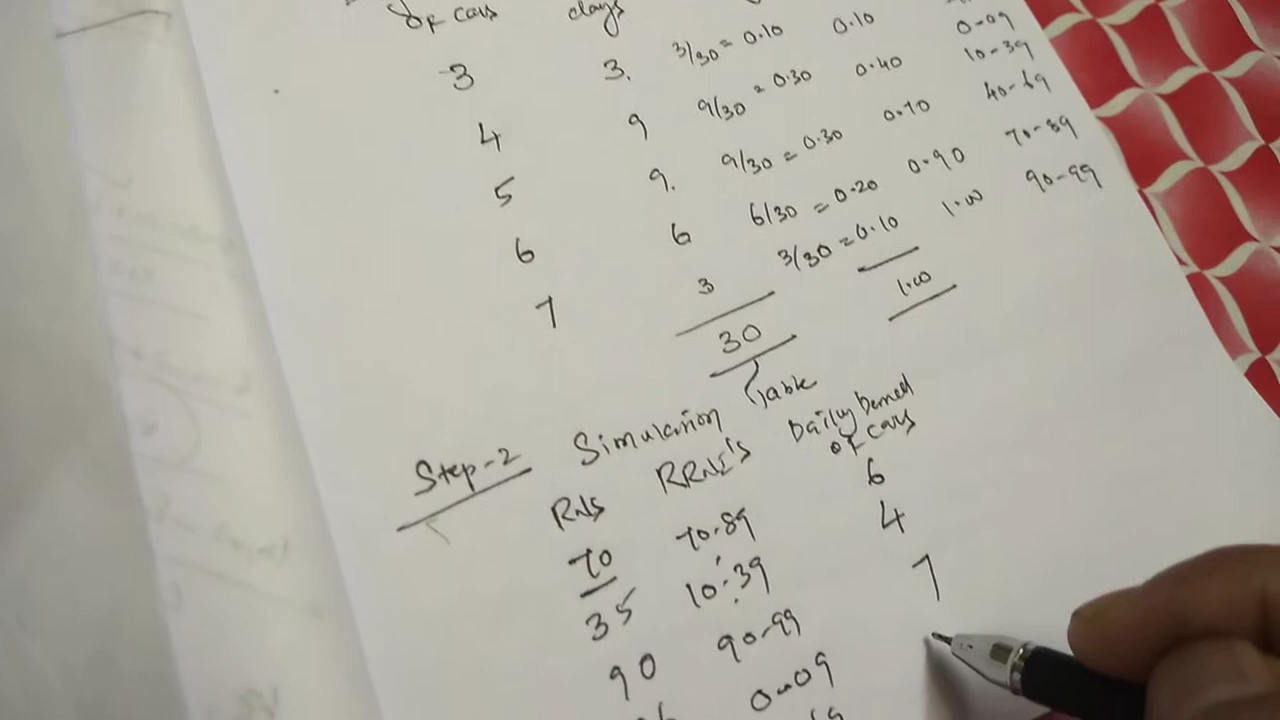 of cars days
3 3. 3/30 = 0.10 0.10 0-09
4 9 9/30 = 0.30 0.40 10-39
5 9. 9/30 = 0.30 0.70 40-69
6 6 6/30 = 0.20 0.90 70-89
7 3 3/30 = 0.10 1.00 90-99
30 1.00
Step-2 Simulation Table
RNS RRNI'S Daily Demed
of cars
70 70-89 6
35 10-39 4
90 90-99 7
0-09